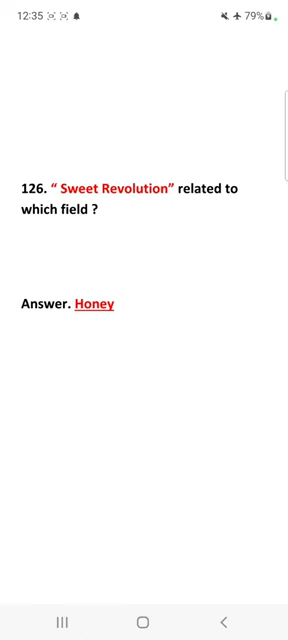 12:35 79%
126. “ Sweet Revolution” related to
which field ?
Answer. Honey